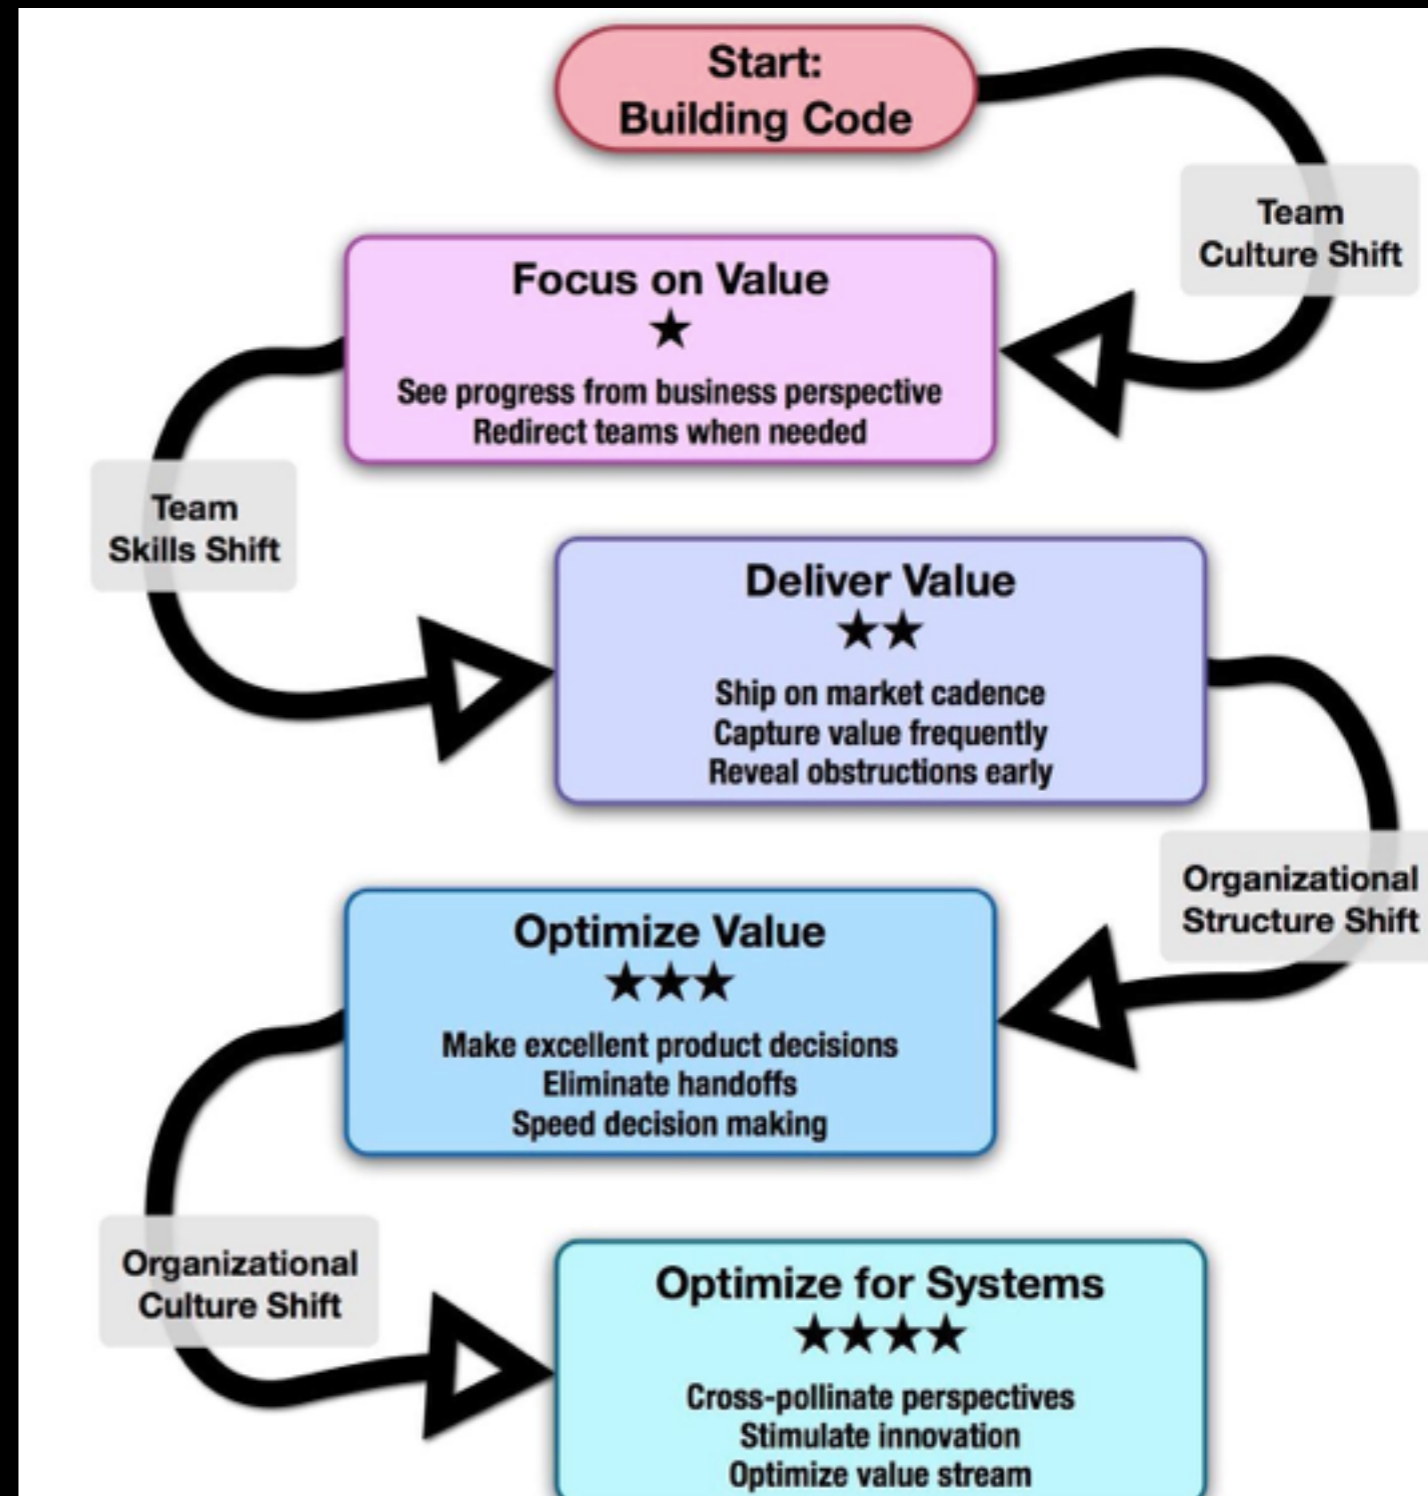 Start:
Building Code
Team
Culture Shift
Focus on Value
★
See progress from business perspective
Redirect teams when needed
Team
Skills Shift
Deliver Value
★★
Ship on market cadence
Capture value frequently
Reveal obstructions early
Organizational
Structure Shift
Optimize Value
★★★
Make excellent product decisions
Eliminate handoffs
Speed decision making
Organizational
Culture Shift
Optimize for Systems
★★★★
Cross-pollinate perspectives
Stimulate innovation
Optimize value stream